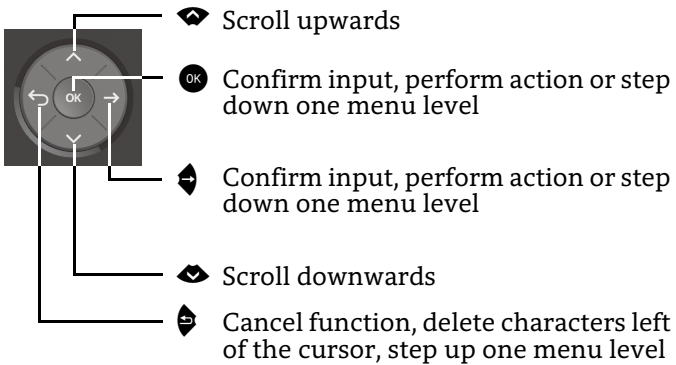 Scroll upwards
OK Confirm input, perform action or step
down one menu level
OK
Confirm input, perform action or step
down one menu level
Scroll downwards
Cancel function, delete characters left
of the cursor, step up one menu level